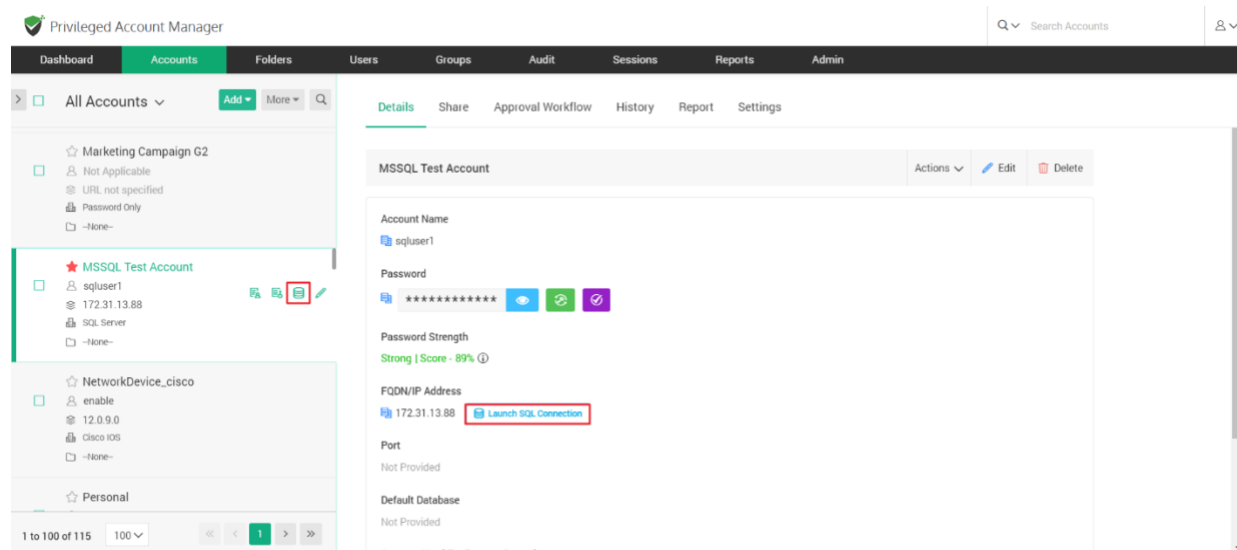 Privileged Account Manager
Search Accounts
Dashboard Accounts Folders Users Groups Audit Sessions Reports Admin
All Accounts
Add
More
Marketing Campaign G2
Not Applicable
URL not specified
Password Only
-None-
MSSQL Test Account
sqluser1
172.31.13.88
SQL Server
-None-
NetworkDevice_cisco
enable
12.0.9.0
Cisco IOS
-None-
Personal
1 to 100 of 115
100
« < 1 > »
Details Share Approval Workflow History Report Settings
MSSQL Test Account
Actions
Edit
Delete
Account Name
sqluser1
Password
************
Password Strength
Strong | Score - 89%
FQDN/IP Address
172.31.13.88 Launch SQL Connection
Port
Not Provided
Default Database
Not Provided